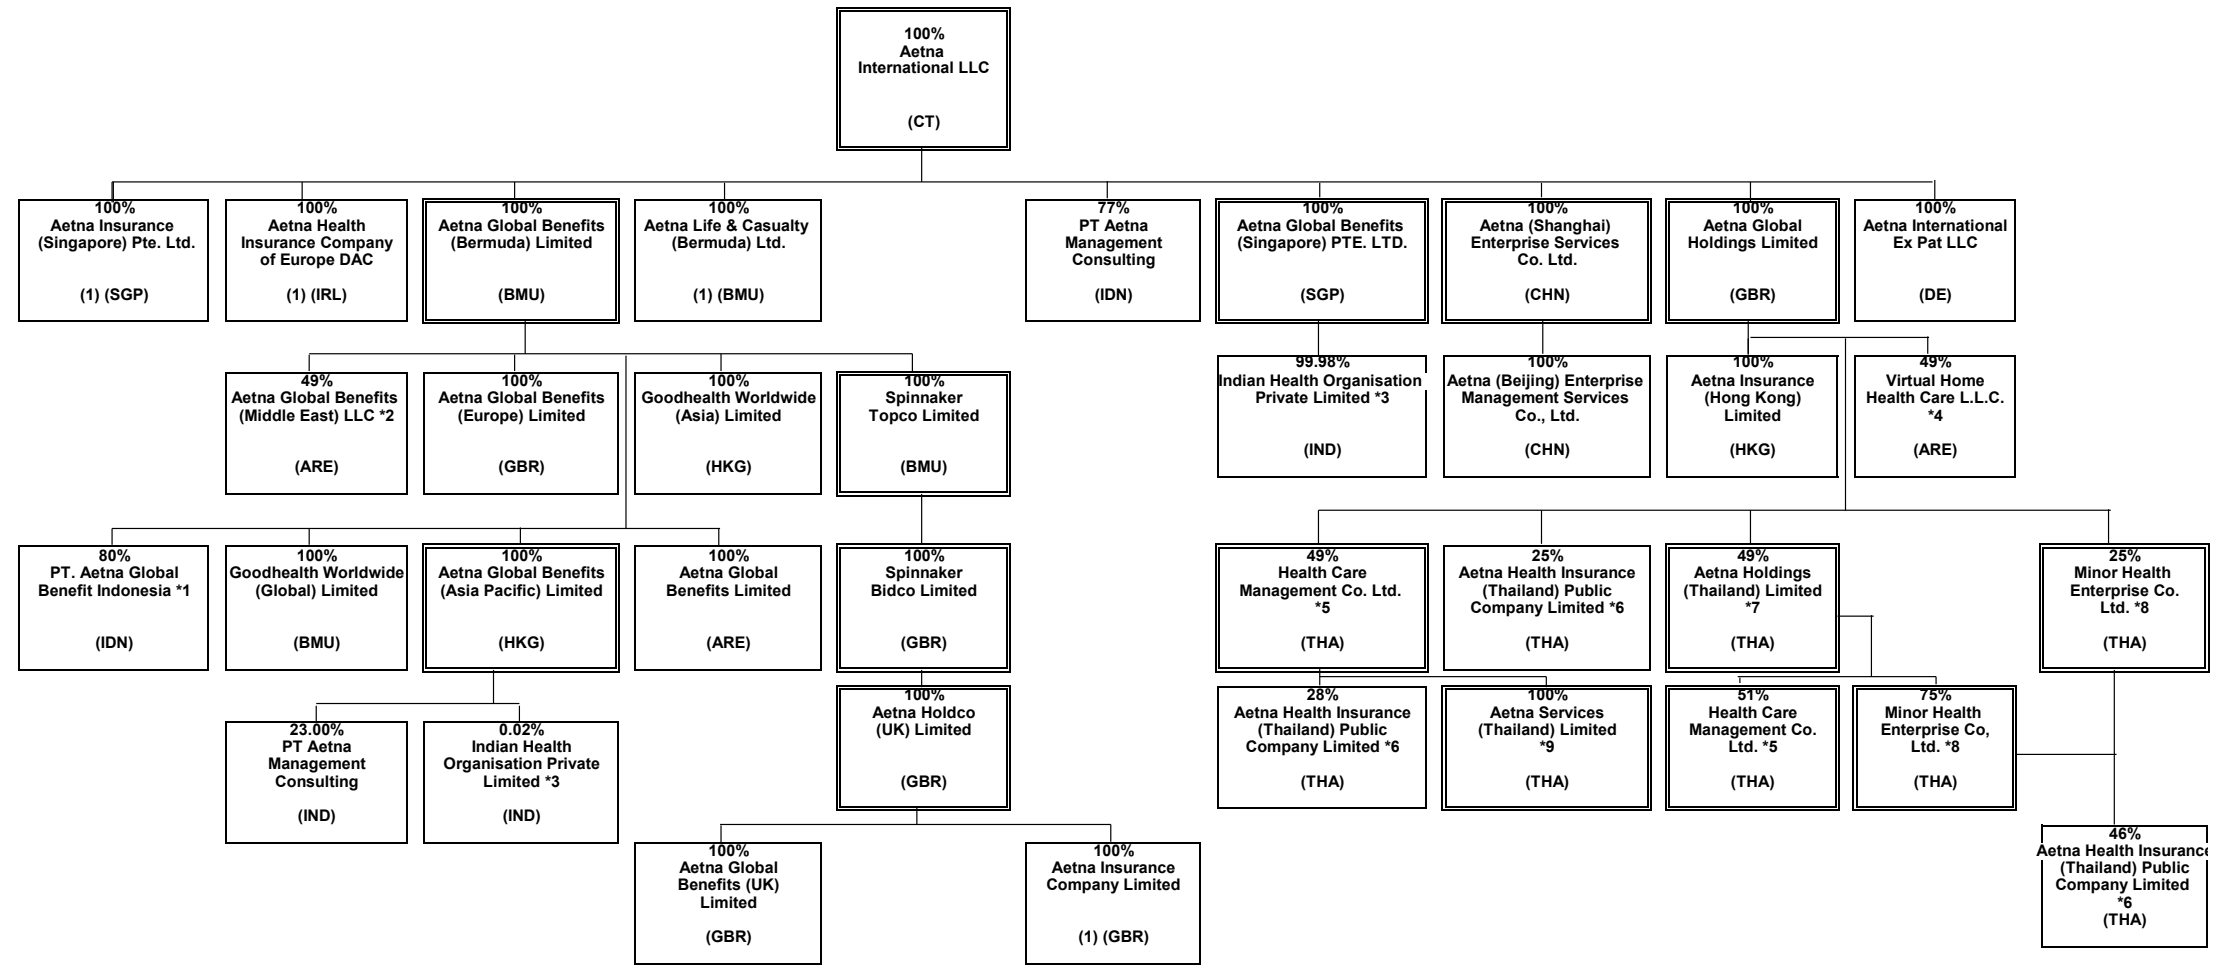 100%
Aetna
International LLC
(CT)
100%
Aetna Insurance
(Singapore) Pte. Ltd.
(1) (SGP)
100%
Aetna Health
Insurance Company
of Europe DAC
(1) (IRL)
100%
Aetna Global Benefits
(Bermuda) Limited
(BMU)
100%
Aetna Life & Casualty
(Bermuda) Ltd.
(1) (BMU)
77%
PT Aetna
Management
Consulting
(IDN)
100%
Aetna Global Benefits
(Singapore) PTE. LTD.
(SGP)
100%
Aetna (Shanghai)
Enterprise Services
Co. Ltd.
(CHN)
100%
Aetna Global
Holdings Limited
(GBR)
100%
Aetna International
Ex Pat LLC
(DE)
49%
Aetna Global Benefits
(Middle East) LLC *2
(ARE)
100%
Aetna Global Benefits
(Europe) Limited
(GBR)
100%
Goodhealth Worldwide
(Asia) Limited
(HKG)
100%
Spinnaker
Topco Limited
(BMU)
99.98%
Indian Health Organisation
Private Limited *3
(IND)
100%
Aetna (Beijing) Enterprise
Management Services
Co., Ltd.
(CHN)
100%
Aetna Insurance
(Hong Kong)
Limited
(HKG)
49%
Virtual Home
Health Care L.L.C.
*4
(ARE)
80%
PT. Aetna Global
Benefit Indonesia *1
(IDN)
100%
Goodhealth Worldwide
(Global) Limited
(BMU)
100%
Aetna Global Benefits
(Asia Pacific) Limited
(HKG)
100%
Aetna Global
Benefits Limited
(ARE)
100%
Spinnaker
Bidco Limited
(GBR)
49%
Health Care
Management Co. Ltd.
*5
(THA)
25%
Aetna Health Insurance
(Thailand) Public
Company Limited *6
(THA)
49%
Aetna Holdings
(Thailand) Limited
*7
(THA)
25%
Minor Health
Enterprise Co.
Ltd. *8
(THA)
23.00%
PT Aetna
Management
Consulting
(IND)
0.02%
Indian Health
Organisation Private
Limited *3
(IND)
100%
Aetna Holdco
(UK) Limited
(GBR)
28%
Aetna Health Insurance
(Thailand) Public
Company Limited *6
(THA)
100%
Aetna Services
(Thailand) Limited
*9
(THA)
51%
Health Care
Management Co.
Ltd. *5
(THA)
75%
Minor Health
Enterprise Co,
Ltd. *8
(THA)
100%
Aetna Global
Benefits (UK)
Limited
(GBR)
100%
Aetna Insurance
Company Limited
(1) (GBR)
46%
Aetna Health Insurance
(Thailand) Public
Company Limited
*6
(THA)